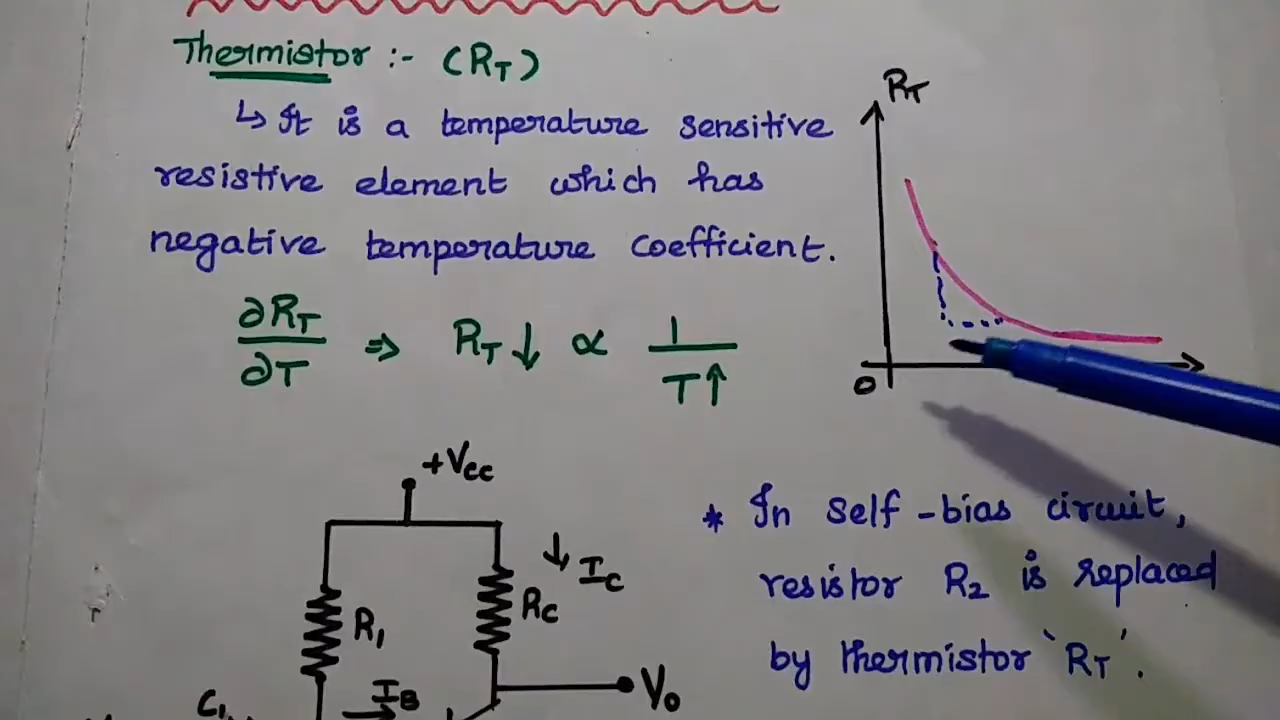 Thermistor :- (RT)
↳ It is a temperature sensitive
resistive element which has
negative temperature coefficient.
∂RT/∂T ⇒ RT↓ ∝ 1/T↑
RT
0
+Vcc
↓ Ic
R1
Rc
C1
IB
Vo
* In self-bias circuit,
resistor R2 is replaced
by thermistor 'RT'.